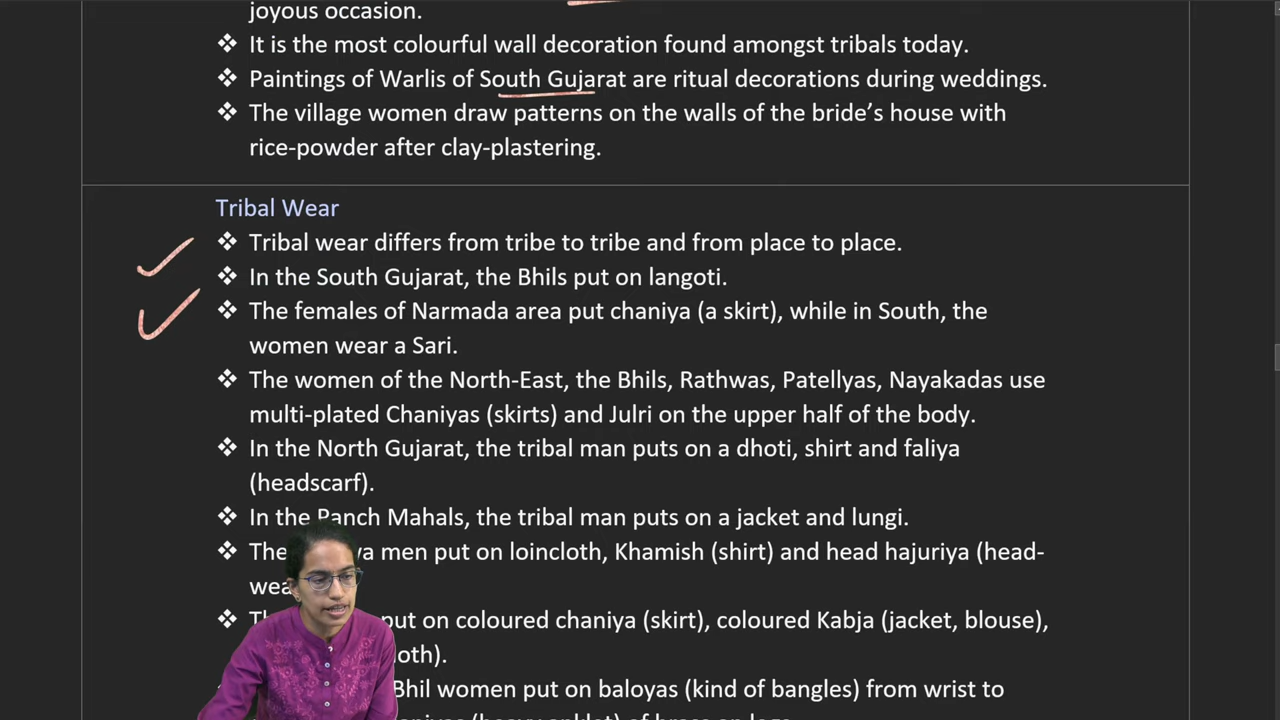 joyous occasion.
❖ It is the most colourful wall decoration found amongst tribals today.
❖ Paintings of Warlis of South Gujarat are ritual decorations during weddings.
❖ The village women draw patterns on the walls of the bride’s house with
rice-powder after clay-plastering.
Tribal Wear
❖ Tribal wear differs from tribe to tribe and from place to place.
❖ In the South Gujarat, the Bhils put on langoti.
❖ The females of Narmada area put chaniya (a skirt), while in South, the
women wear a Sari.
❖ The women of the North-East, the Bhils, Rathwas, Patellyas, Nayakadas use
multi-plated Chaniyas (skirts) and Julri on the upper half of the body.
❖ In the North Gujarat, the tribal man puts on a dhoti, shirt and faliya
(headscarf).
❖ In the Panch Mahals, the tribal man puts on a jacket and lungi.
❖ The men put on loincloth, Khamish (shirt) and head hajuriya (head-
❖ put on coloured chaniya (skirt), coloured Kabja (jacket, blouse),
Bhil women put on baloyas (kind of bangles) from wrist to
(heavy anklet) of brass on legs